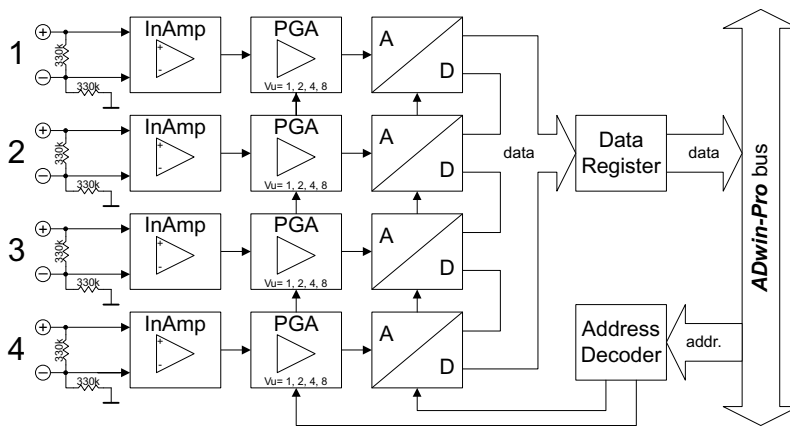 1
330k
330k
InAmp
+
-
PGA
Vu= 1, 2, 4, 8
A
D
2
330k
330k
InAmp
+
-
PGA
Vu= 1, 2, 4, 8
A
D
3
330k
330k
InAmp
+
-
PGA
Vu= 1, 2, 4, 8
A
D
4
330k
330k
InAmp
+
-
PGA
Vu= 1, 2, 4, 8
A
D
data
Data
Register
data
Address
Decoder
addr.
ADwin-Pro bus